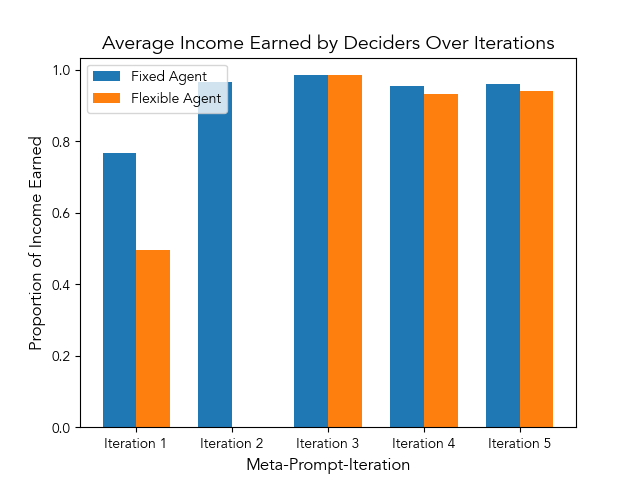 Average Income Earned by Deciders Over Iterations
Fixed Agent
Flexible Agent
1.0
0.8
0.6
0.4
0.2
0.0
Proportion of Income Earned
Iteration 1
Iteration 2
Iteration 3
Iteration 4
Iteration 5
Meta-Prompt-Iteration